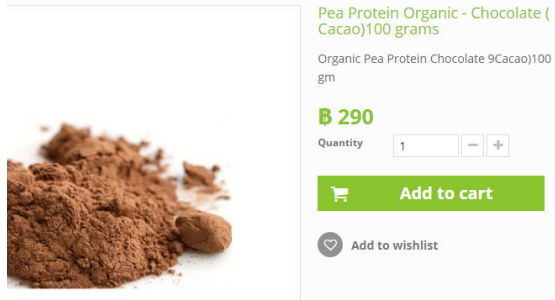 Pea Protein Organic - Chocolate (
Cacao)100 grams
Organic Pea Protein Chocolate 9Cacao)100
gm
฿ 290
Quantity
1
Add to cart
Add to wishlist